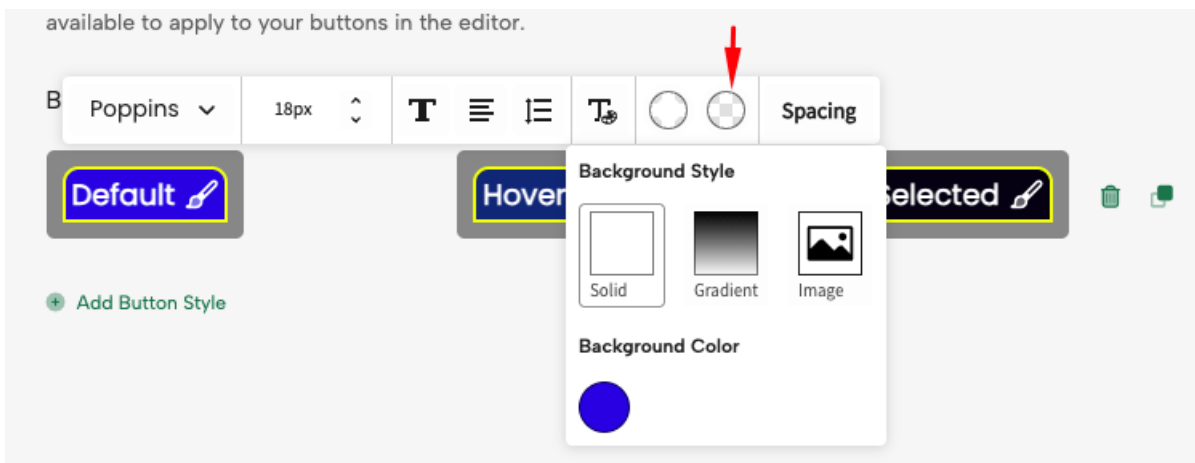 available to apply to your buttons in the editor.
B
Poppins
18px
Spacing
Default
Hover
Selected
Background Style
Solid
Gradient
Image
Add Button Style
Background Color